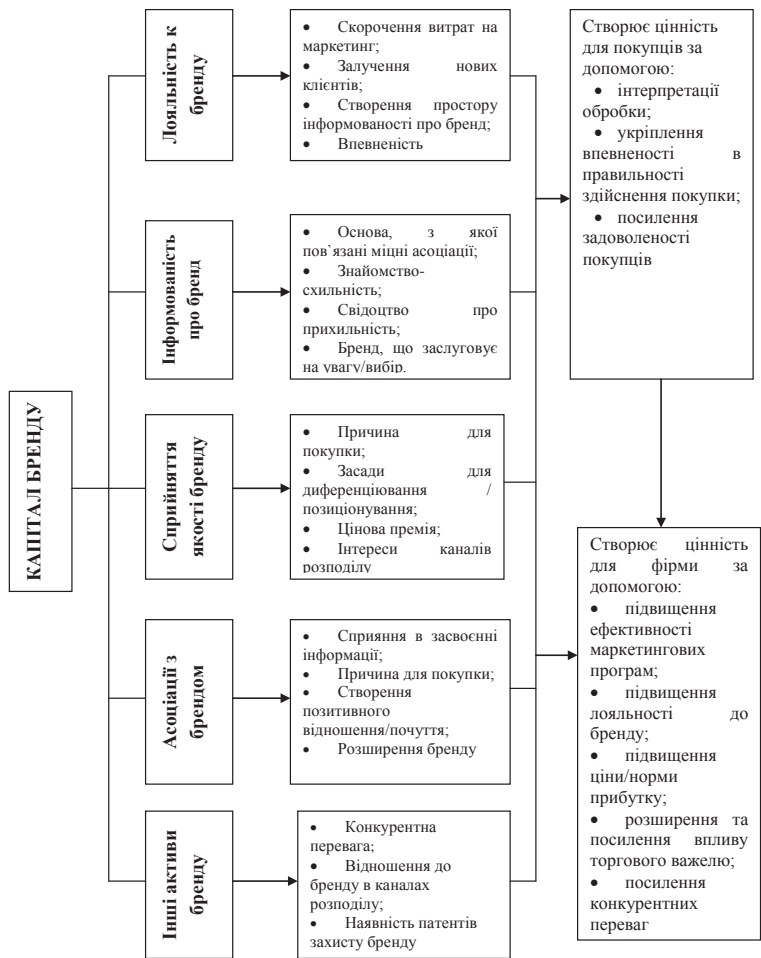 КАПІТАЛ БРЕНДУ
Лояльність к
бренду
• Скорочення витрат на
маркетинг;
• Залучення нових
клієнтів;
• Створення простору
інформованості про бренд;
• Впевненість
Інформованість
про бренд
• Основа, з якої
пов`язані міцні асоціації;
• Знайомство-
схильність;
• Свідоцтво про
прихильність;
• Бренд, що заслуговує
на увагу/вибір.
Сприйняття
якості бренду
• Причина для
покупки;
• Засади для
диференціювання /
позиціонування;
• Цінова премія;
• Інтереси каналів
розподілу
Асоціації з
брендом
• Сприяння в засвоєнні
інформації;
• Причина для покупки;
• Створення
позитивного
відношення/почуття;
• Розширення бренду
Інші активи
бренду
• Конкурентна
перевага;
• Відношення до
бренду в каналах
розподілу;
• Наявність патентів
захисту бренду
Створює цінність
для покупців за
допомогою:
• інтерпретації
обробки;
• укріплення
впевненості в
правильності
здійснення покупки;
• посилення
задоволеності
покупців
Створює цінність
для фірми за
допомогою:
• підвищення
ефективності
маркетингових
програм;
• підвищення
лояльності до
бренду;
• підвищення
ціни/норми
прибутку;
• розширення та
посилення впливу
торгового важелю;
• посилення
конкурентних
переваг